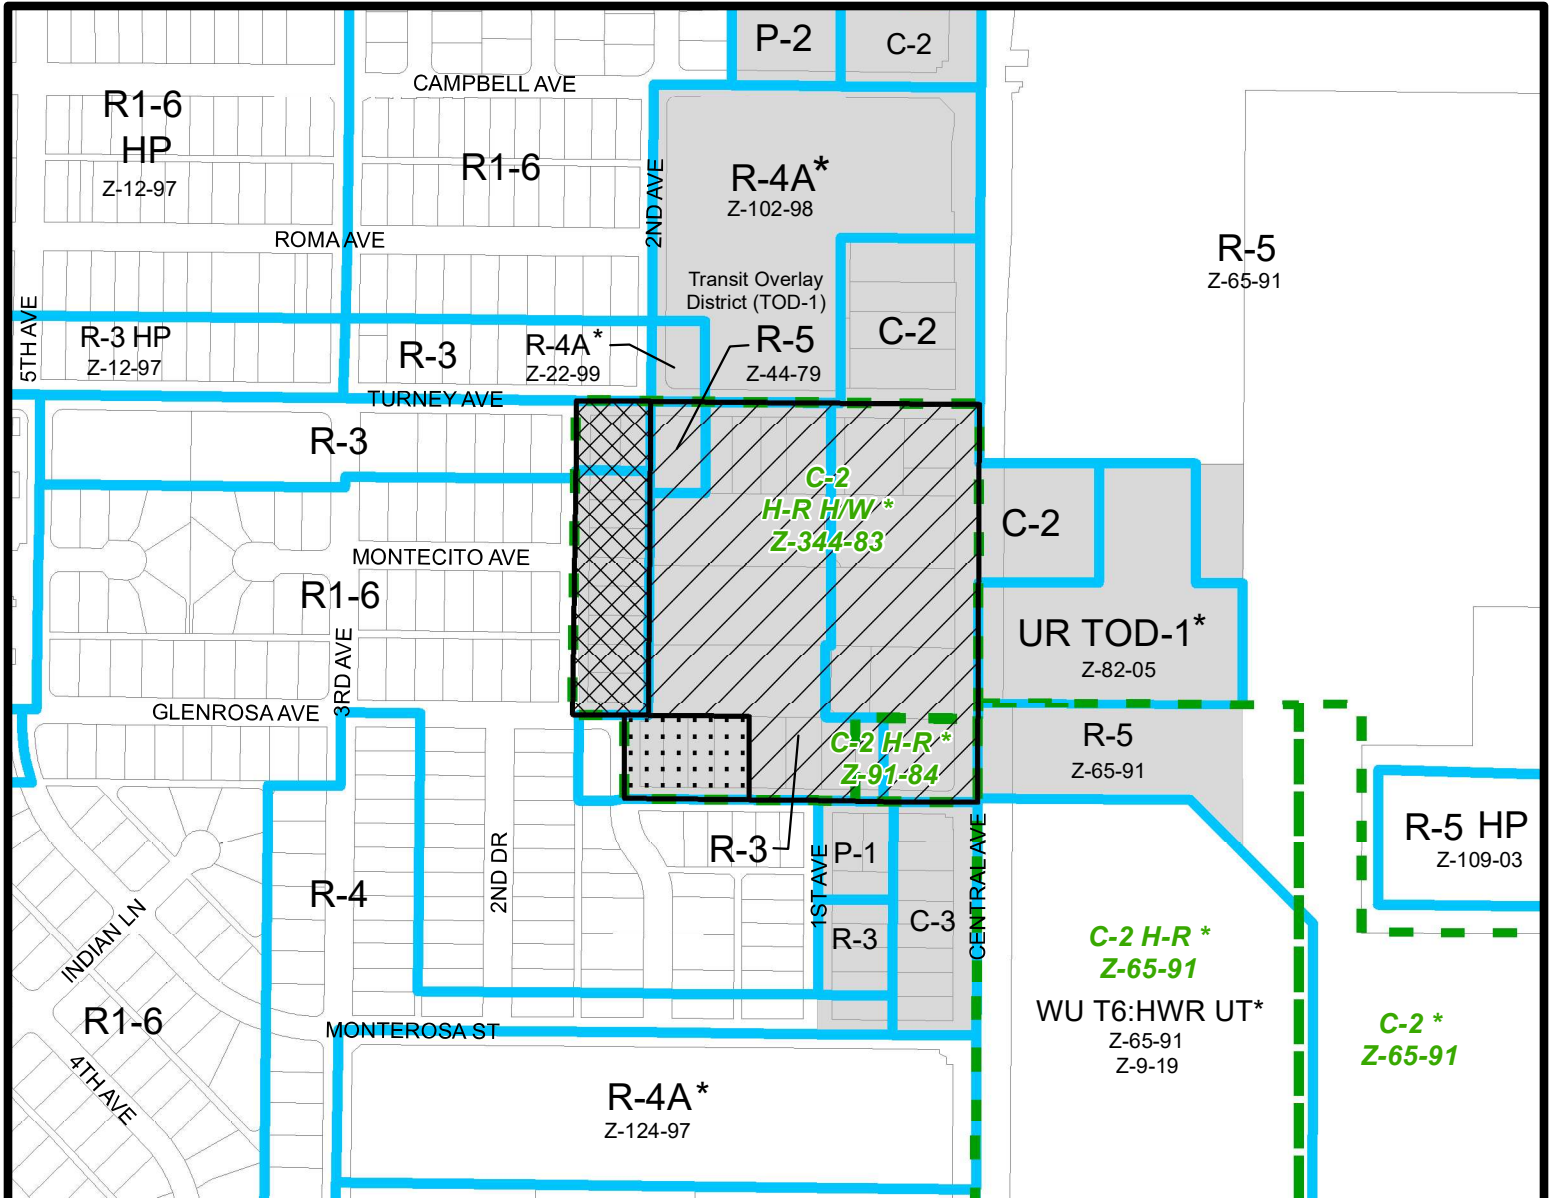 P-2
C-2
CAMPBELL AVE
R1-6
HP
Z-12-97
R1-6
2ND AVE
R-4A*
Z-102-98
ROMA AVE
R-5
Z-65-91
Transit Overlay
District (TOD-1)
5TH AVE
R-3 HP
Z-12-97
R-3
R-4A*
Z-22-99
R-5
Z-44-79
C-2
TURNEY AVE
R-3
C-2
H-R H/W *
Z-344-83
C-2
MONTECITO AVE
R1-6
UR TOD-1*
Z-82-05
3RD AVE
GLENROSA AVE
C-2 H-R *
Z-91-84
R-5
Z-65-91
R-5 HP
Z-109-03
R-3
P-1
2ND DR
1ST AVE
CENTRAL AVE
R-4
C-3
R-3
INDIAN LN
C-2 H-R *
Z-65-91
R1-6
MONTEROSA ST
WU T6:HWR UT*
Z-65-91
Z-9-19
C-2 *
Z-65-91
4TH AVE
R-4A*
Z-124-97